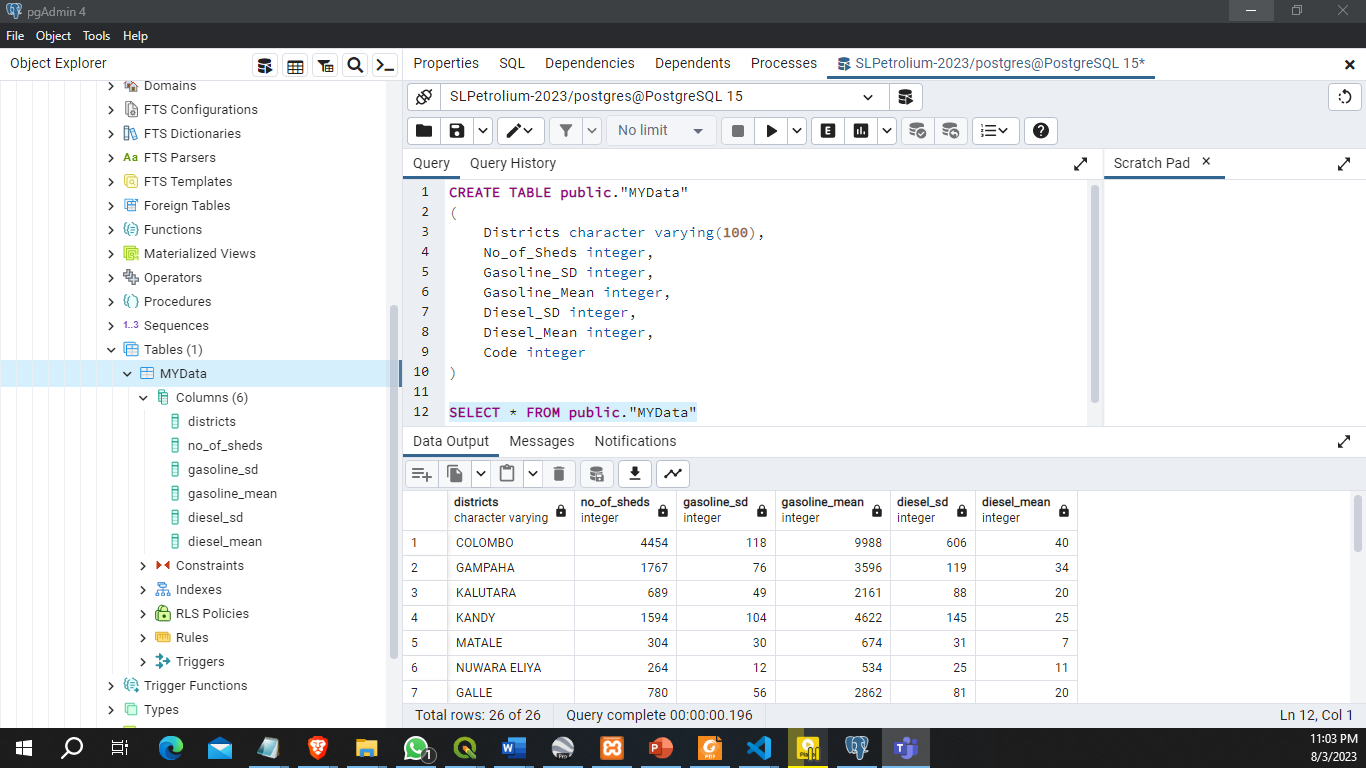 pgAdmin 4
File Object Tools Help
Object Explorer
Properties SQL Dependencies Dependents Processes SLPetrolium-2023/postgres@PostgreSQL 15*
Domains
FTS Configurations
FTS Dictionaries
Aa FTS Parsers
FTS Templates
Foreign Tables
Functions
Materialized Views
Operators
Procedures
1..3 Sequences
Tables (1)
MYData
Columns (6)
districts
no_of_sheds
gasoline_sd
gasoline_mean
diesel_sd
diesel_mean
Constraints
Indexes
RLS Policies
Rules
Triggers
Trigger Functions
Types
SLPetrolium-2023/postgres@PostgreSQL 15
No limit
E
Query Query History
Scratch Pad
1 CREATE TABLE public."MYData"
2 (
3 Districts character varying(100),
4 No_of_Sheds integer,
5 Gasoline_SD integer,
6 Gasoline_Mean integer,
7 Diesel_SD integer,
8 Diesel_Mean integer,
9 Code integer
10 )
11
12 SELECT * FROM public."MYData"
Data Output Messages Notifications
districts no_of_sheds gasoline_sd gasoline_mean diesel_sd diesel_mean
character varying integer integer integer integer integer
1 COLOMBO 4454 118 9988 606 40
2 GAMPAHA 1767 76 3596 119 34
3 KALUTARA 689 49 2161 88 20
4 KANDY 1594 104 4622 145 25
5 MATALE 304 30 674 31 7
6 NUWARA ELIYA 264 12 534 25 11
7 GALLE 780 56 2862 81 20
Total rows: 26 of 26 Query complete 00:00:00.196 Ln 12, Col 1
1
Pro
PDF
11:03 PM
8/3/2023